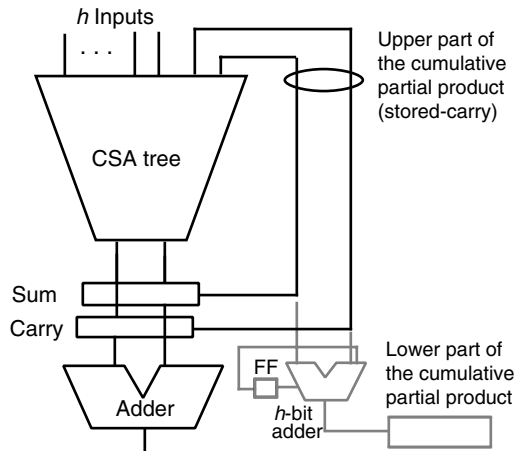 h Inputs
. . .
Upper part of
the cumulative
partial product
(stored-carry)
CSA tree
Sum
Carry
Adder
FF
h-bit
adder
Lower part of
the cumulative
partial product